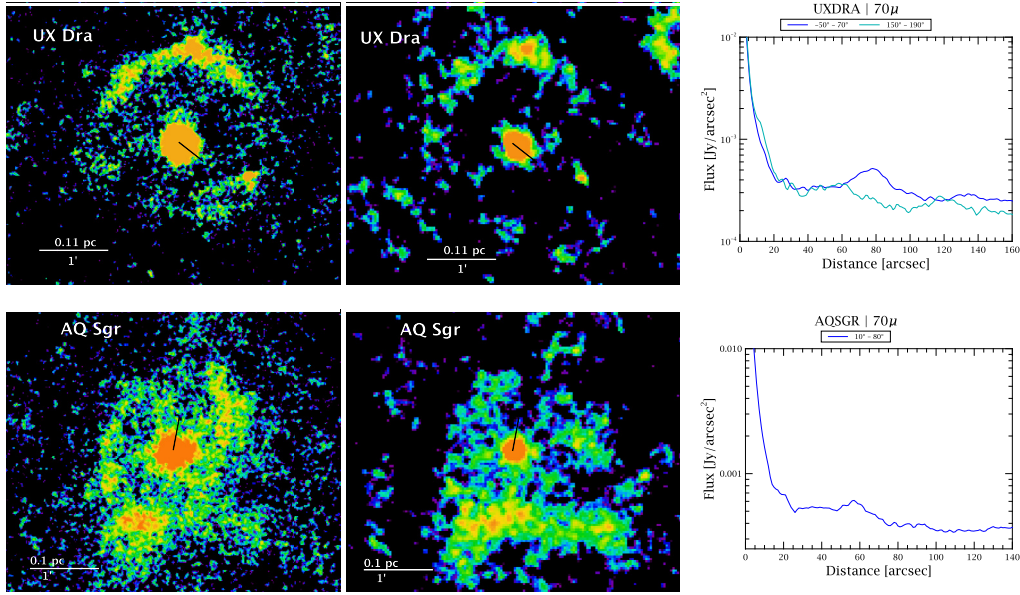 UX Dra
0.11 pc
1'
UX Dra
0.11 pc
1'
UXDRA | 70μ
-50° - 70° 150° - 190°
10⁻²
10⁻³
10⁻⁴
Flux [Jy/arcsec²]
0 20 40 60 80 100 120 140 160
Distance [arcsec]
AQ Sgr
0.1 pc
1'
AQ Sgr
0.1 pc
1'
AQSGR | 70μ
10° - 80°
0.010
0.001
Flux [Jy/arcsec²]
0 20 40 60 80 100 120 140
Distance [arcsec]